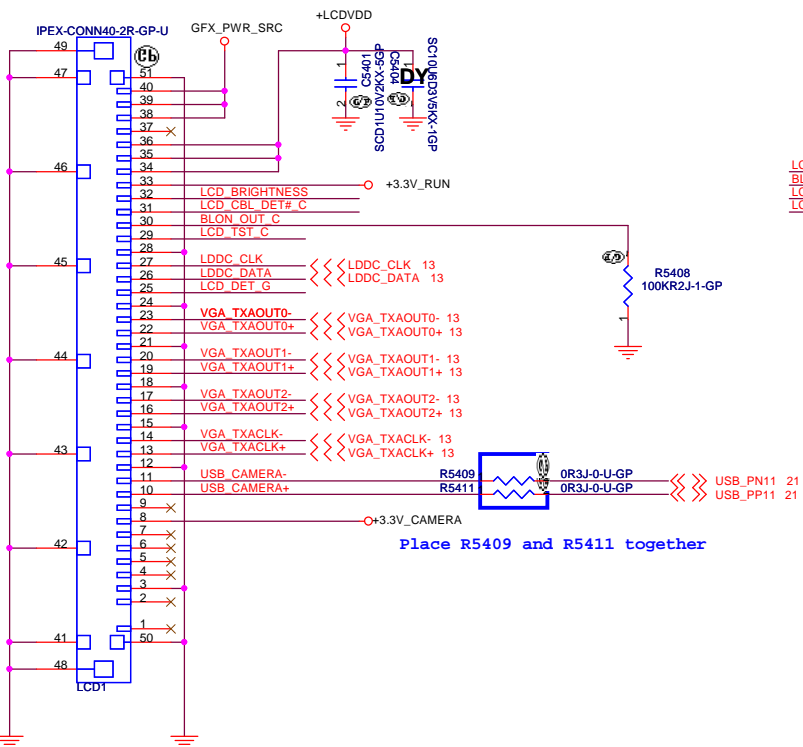 +LCDVDD
IPEX-CONN40-2R-GP-U
GFX_PWR_SRC
49
47
46
45
44
43
42
41
48
LCD1
51
40
39
38
37
36
35
34
33 +3.3V_RUN
32 LCD_BRIGHTNESS
31 LCD_CBL_DET#_C
30 BLON_OUT_C
29 LCD_TST_C
28
27 LDDC_CLK LDDC_CLK 13
26 LDDC_DATA LDDC_DATA 13
25 LCD_DET_G
24
23 VGA_TXAOUT0- VGA_TXAOUT0- 13
22 VGA_TXAOUT0+ VGA_TXAOUT0+ 13
21
20 VGA_TXAOUT1- VGA_TXAOUT1- 13
19 VGA_TXAOUT1+ VGA_TXAOUT1+ 13
18
17 VGA_TXAOUT2- VGA_TXAOUT2- 13
16 VGA_TXAOUT2+ VGA_TXAOUT2+ 13
15
14 VGA_TXACLK- VGA_TXACLK- 13
13 VGA_TXACLK+ VGA_TXACLK+ 13
12
11 USB_CAMERA- R5409 0R3J-0-U-GP USB_PN11 21
10 USB_CAMERA+ R5411 0R3J-0-U-GP USB_PP11 21
9
8 +3.3V_CAMERA
7
6
5
4
3
2
1
50
1
2
C5401
SCD1U10V2KX-5GP
DY
1
2
C5404
R5408
100KR2J-1-GP
1
Place R5409 and R5411 together